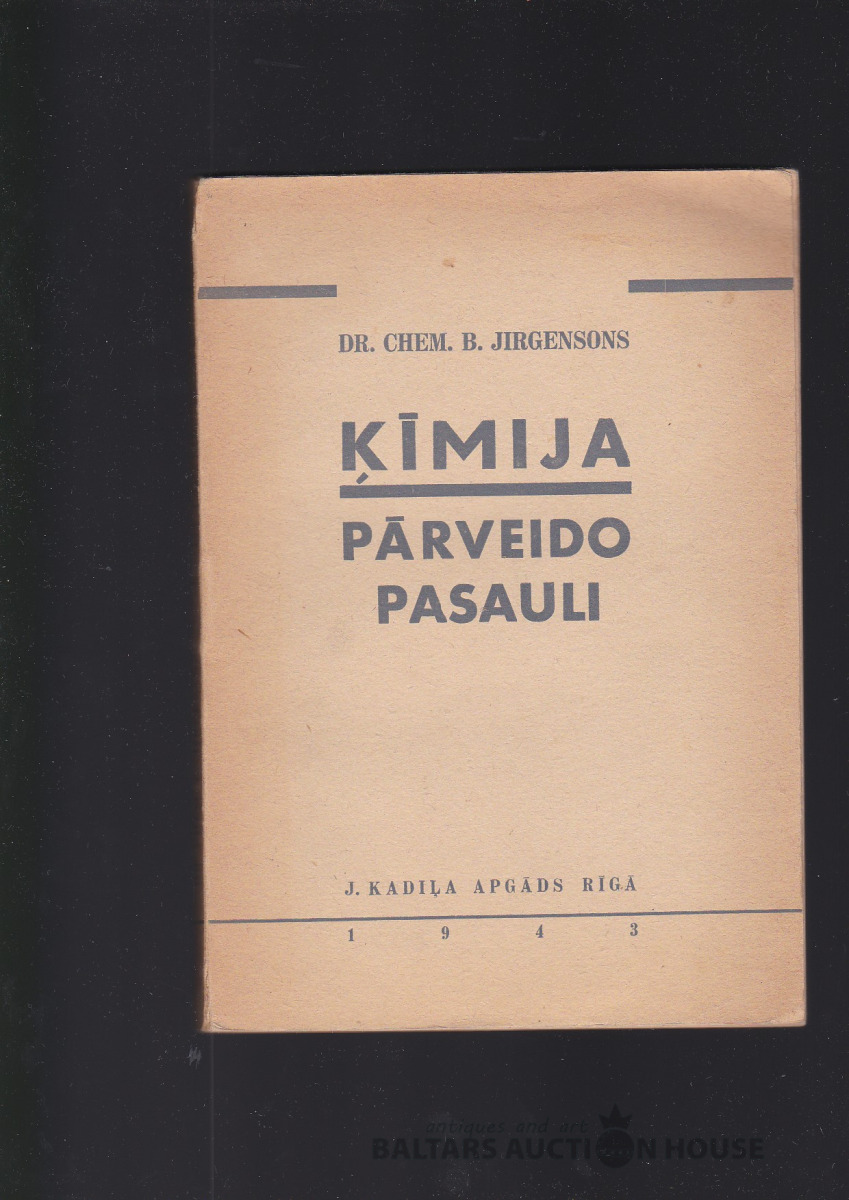 DR. CHEM. B. JIRGENSONS
ĶĪMIJA
PĀRVEIDO
PASAULI
J. KADIĻA APGĀDS RĪGĀ
1 9 4 3
antiques and art
BALTARS AUCTION HOUSE